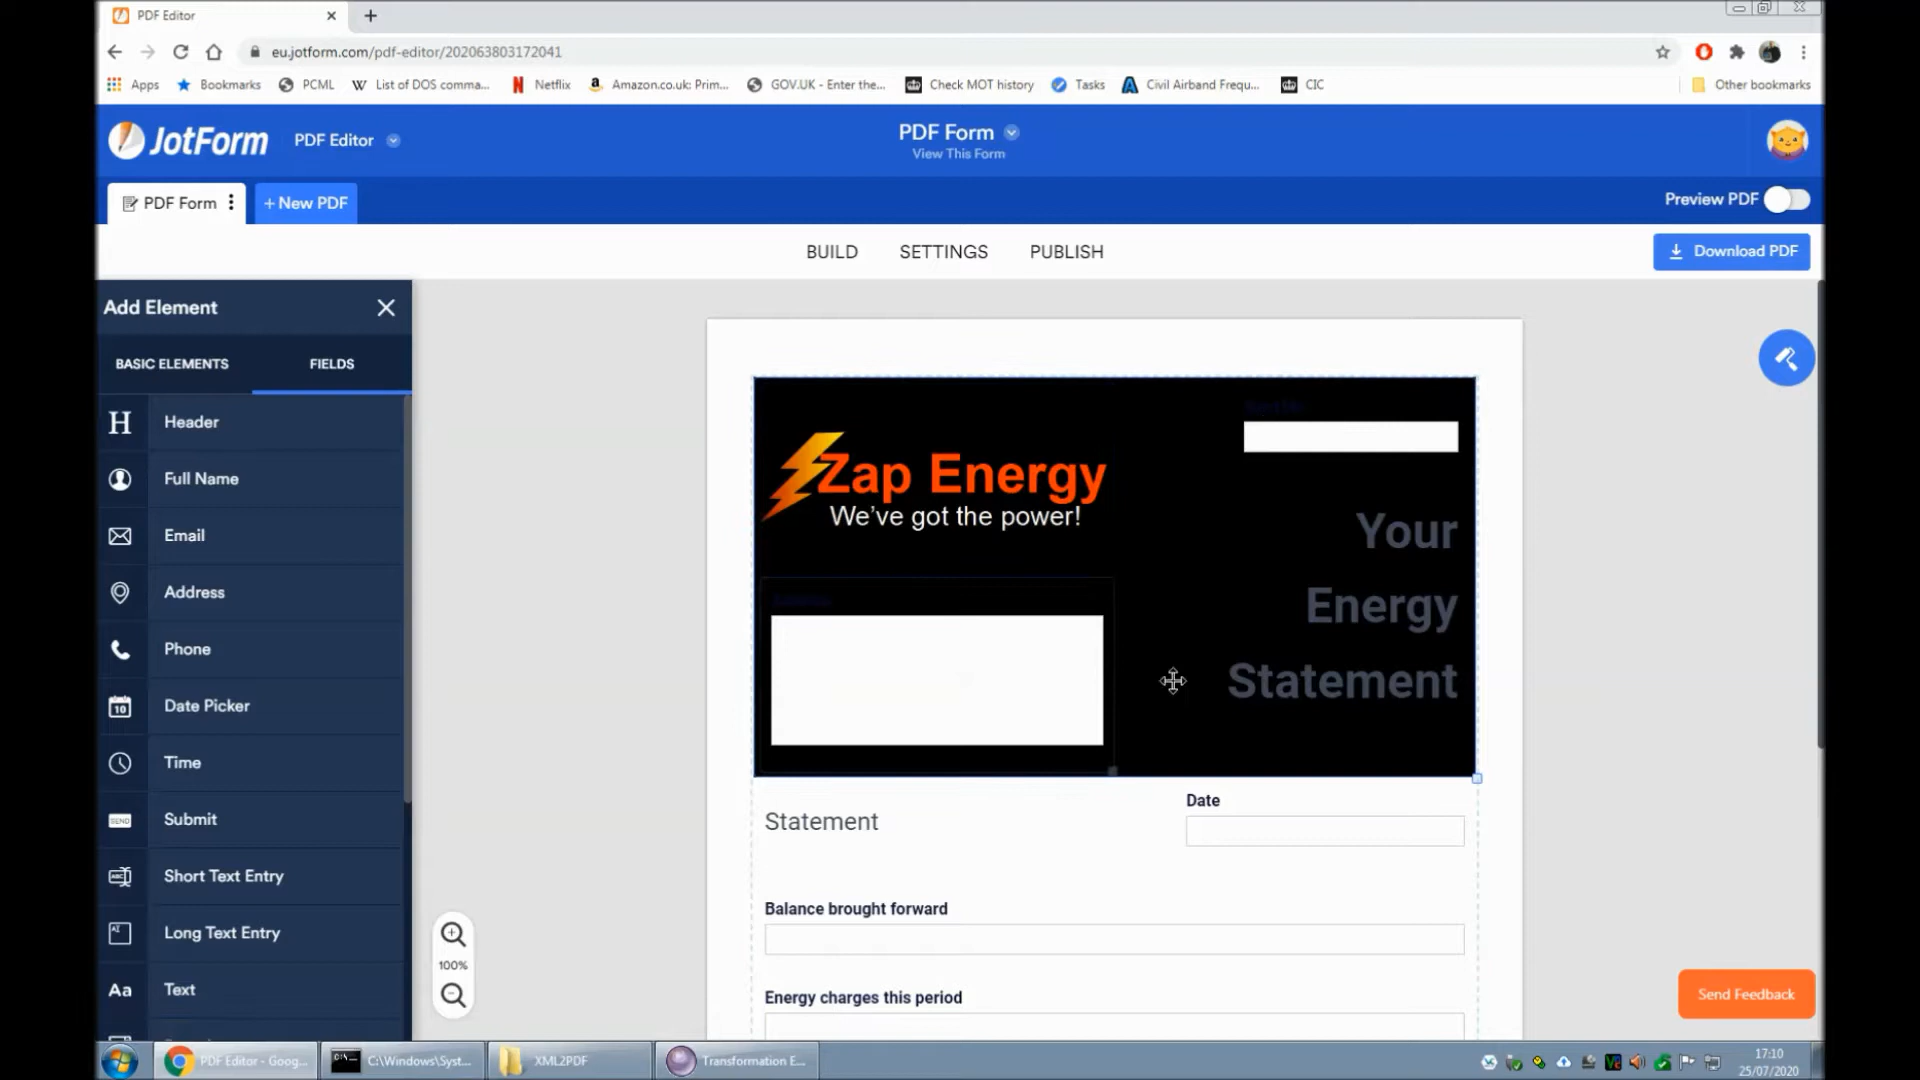 PDF Editor
eu.jotform.com/pdf-editor/202063803172041
Apps Bookmarks PCML List of DOS comma... Netflix Amazon.co.uk: Prim... GOV.UK - Enter the... Check MOT history Tasks Civil Airband Frequ... CIC Other bookmarks
JotForm PDF Editor
PDF Form
View This Form
PDF Form + New PDF
Preview PDF
BUILD SETTINGS PUBLISH
Download PDF
Add Element
BASIC ELEMENTS FIELDS
H Header
Full Name
Email
Address
Phone
10 Date Picker
Time
SEND Submit
Short Text Entry
Long Text Entry
Aa Text
Zap Energy
We've got the power!
Your
Energy
Statement
Statement
Date
Balance brought forward
Energy charges this period
100%
Send Feedback
PDF Editor - Goog... C:\Windows\Syst... XML2PDF Transformation E...
17:10
25/07/2020